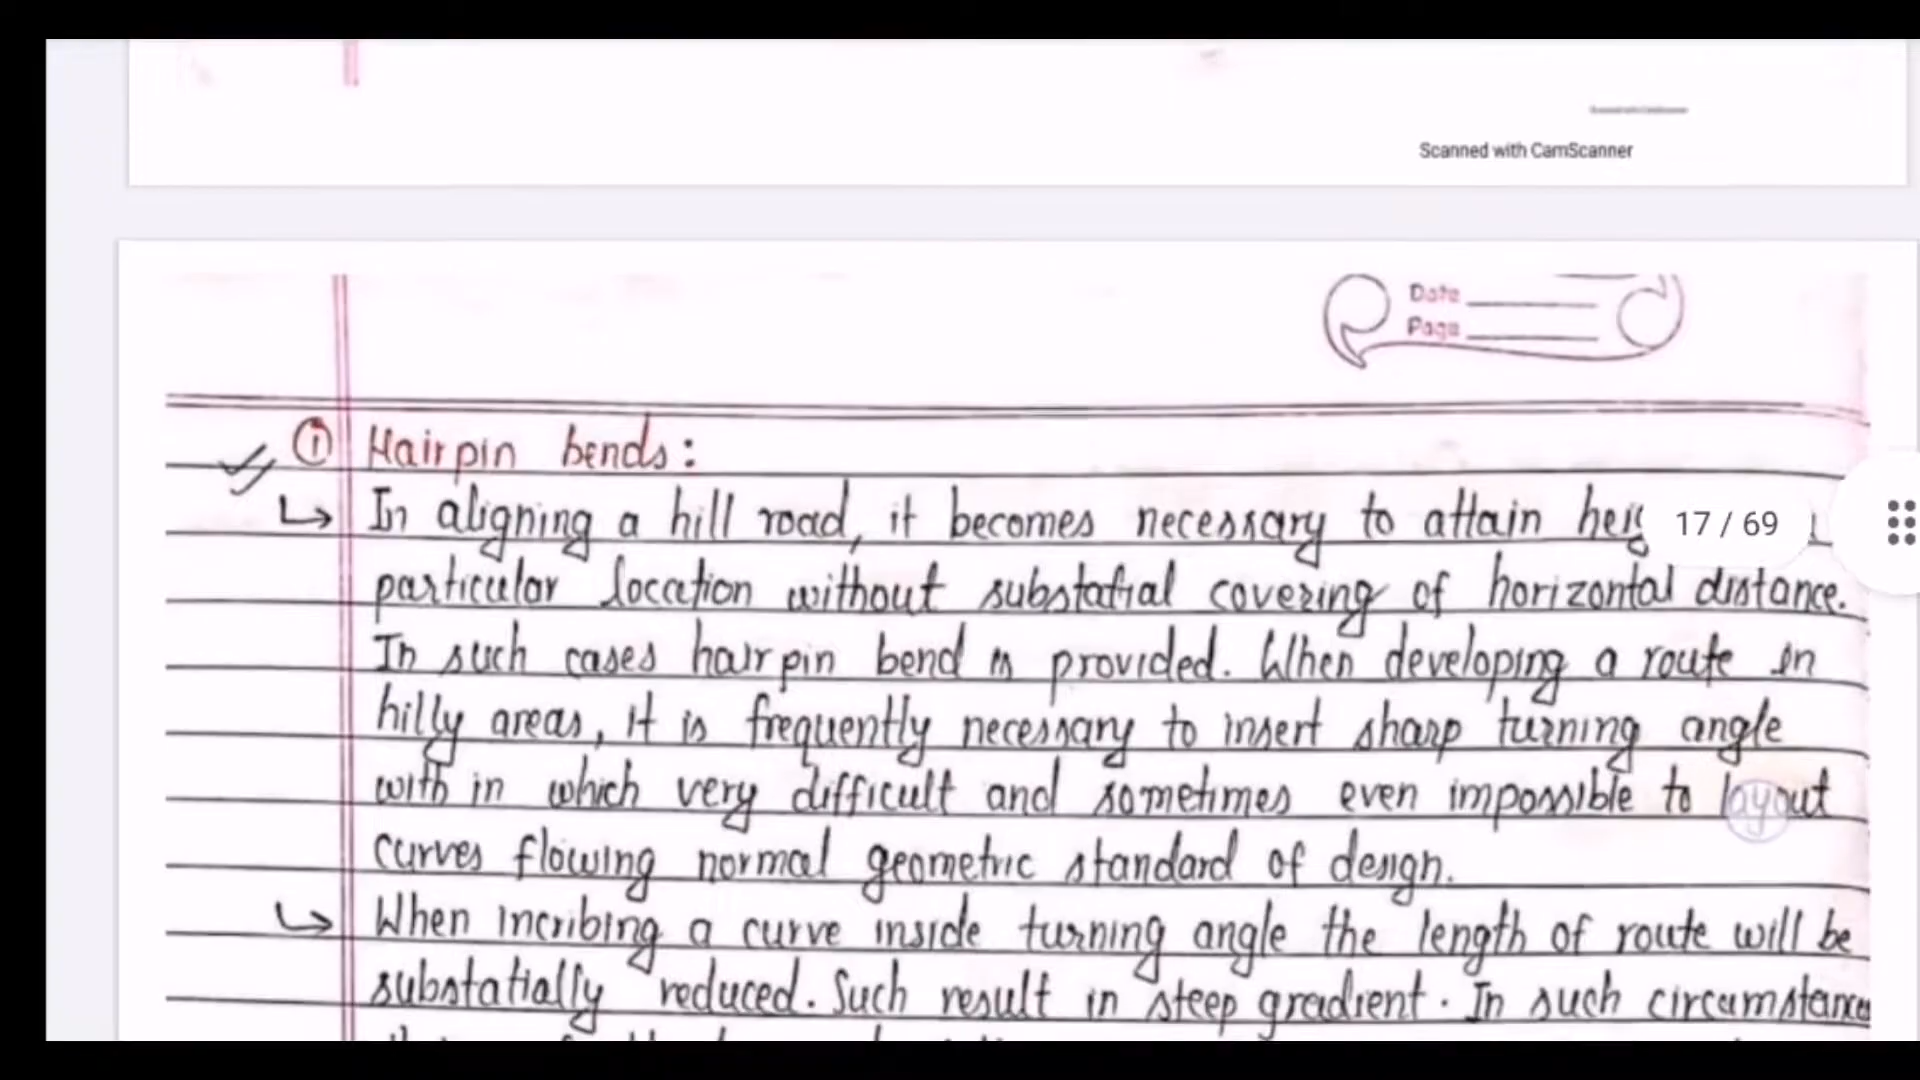 Scanned with CamScanner
Date
Page
① Hairpin bends:
↳ In aligning a hill road, it becomes necessary to attain
17 / 69
particular location without substatial covering of horizontal distance.
In such cases hairpin bend is provided. When developing a route in
hilly areas, it is frequently necessary to insert sharp turning angle
with in which very difficult and sometimes even impossible to layout
curves flowing normal geometric standard of design.
↳ When incribing a curve inside turning angle the length of route will be
substatially reduced. Such result in steep gradient. In such circumstance